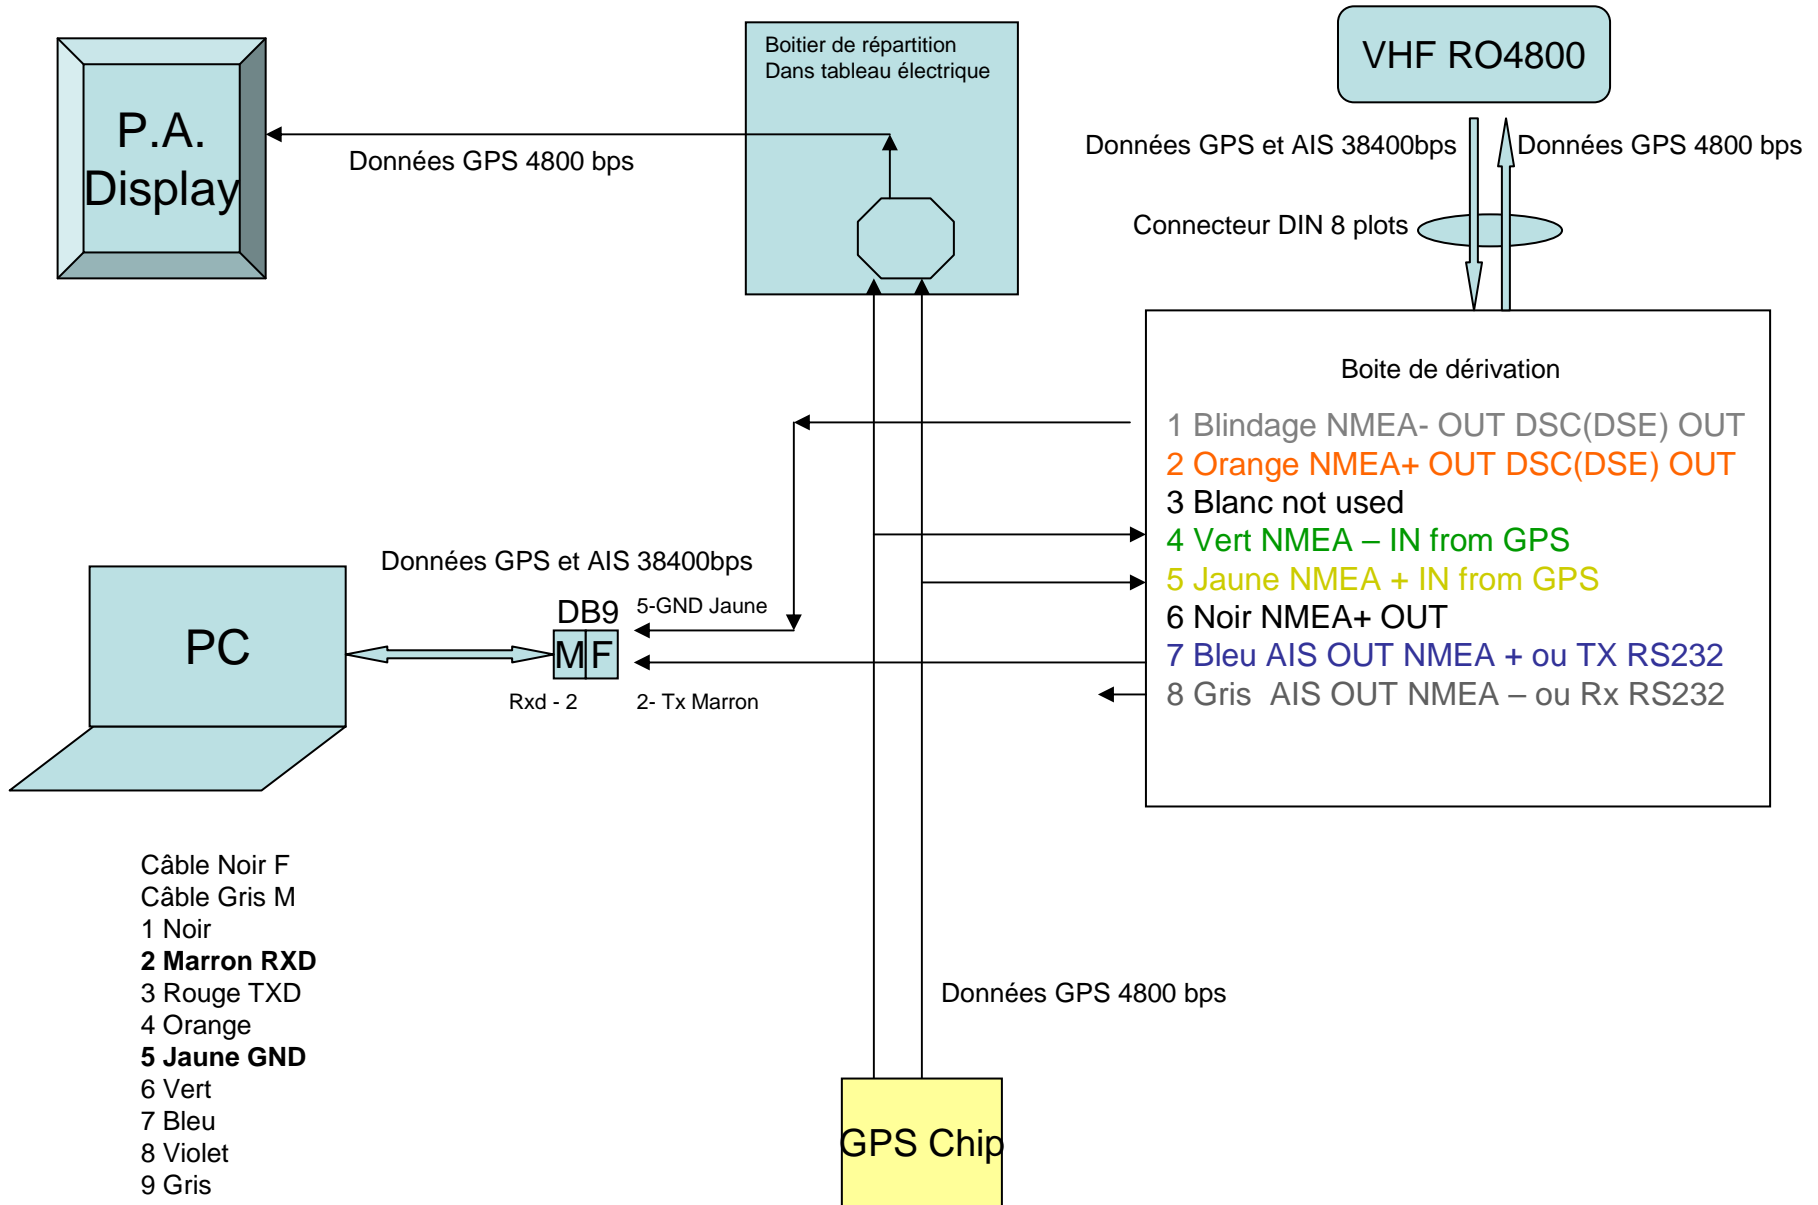 P.A.
Display
Boitier de répartition
Dans tableau électrique
VHF RO4800
Données GPS 4800 bps
Données GPS et AIS 38400bps
Données GPS 4800 bps
Connecteur DIN 8 plots
Boite de dérivation
1 Blindage NMEA- OUT DSC(DSE) OUT
2 Orange NMEA+ OUT DSC(DSE) OUT
3 Blanc not used
4 Vert NMEA – IN from GPS
5 Jaune NMEA + IN from GPS
6 Noir NMEA+ OUT
7 Bleu AIS OUT NMEA + ou TX RS232
8 Gris AIS OUT NMEA – ou Rx RS232
Données GPS et AIS 38400bps
DB9
5-GND Jaune
PC
M F
Rxd - 2
2- Tx Marron
Câble Noir F
Câble Gris M
1 Noir
2 Marron RXD
3 Rouge TXD
4 Orange
5 Jaune GND
6 Vert
7 Bleu
8 Violet
9 Gris
Données GPS 4800 bps
GPS Chip